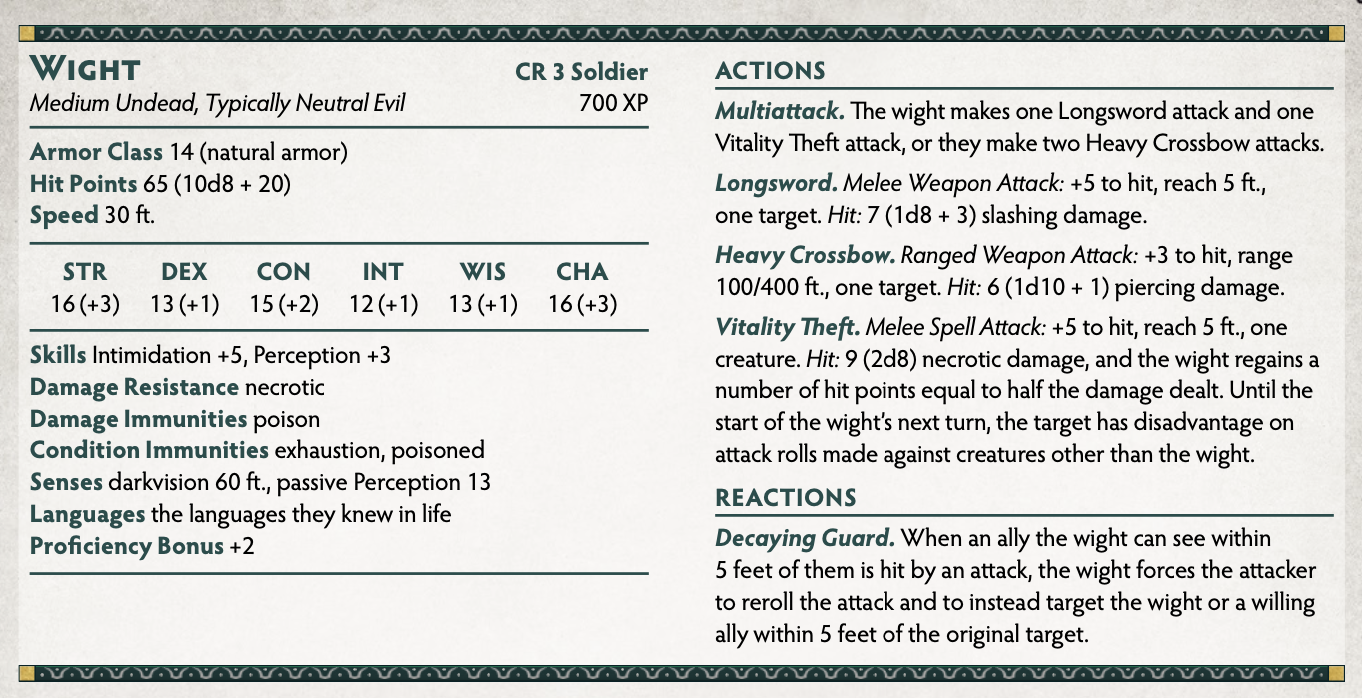 WIGHT
CR 3 Soldier
Medium Undead, Typically Neutral Evil
700 XP
Armor Class 14 (natural armor)
Hit Points 65 (10d8 + 20)
Speed 30 ft.
STR DEX CON INT WIS CHA
16 (+3) 13 (+1) 15 (+2) 12 (+1) 13 (+1) 16 (+3)
Skills Intimidation +5, Perception +3
Damage Resistance necrotic
Damage Immunities poison
Condition Immunities exhaustion, poisoned
Senses darkvision 60 ft., passive Perception 13
Languages the languages they knew in life
Proficiency Bonus +2
ACTIONS
Multiattack. The wight makes one Longsword attack and one
Vitality Theft attack, or they make two Heavy Crossbow attacks.
Longsword. Melee Weapon Attack: +5 to hit, reach 5 ft.,
one target. Hit: 7 (1d8 + 3) slashing damage.
Heavy Crossbow. Ranged Weapon Attack: +3 to hit, range
100/400 ft., one target. Hit: 6 (1d10 + 1) piercing damage.
Vitality Theft. Melee Spell Attack: +5 to hit, reach 5 ft., one
creature. Hit: 9 (2d8) necrotic damage, and the wight regains a
number of hit points equal to half the damage dealt. Until the
start of the wight's next turn, the target has disadvantage on
attack rolls made against creatures other than the wight.
REACTIONS
Decaying Guard. When an ally the wight can see within
5 feet of them is hit by an attack, the wight forces the attacker
to reroll the attack and to instead target the wight or a willing
ally within 5 feet of the original target.